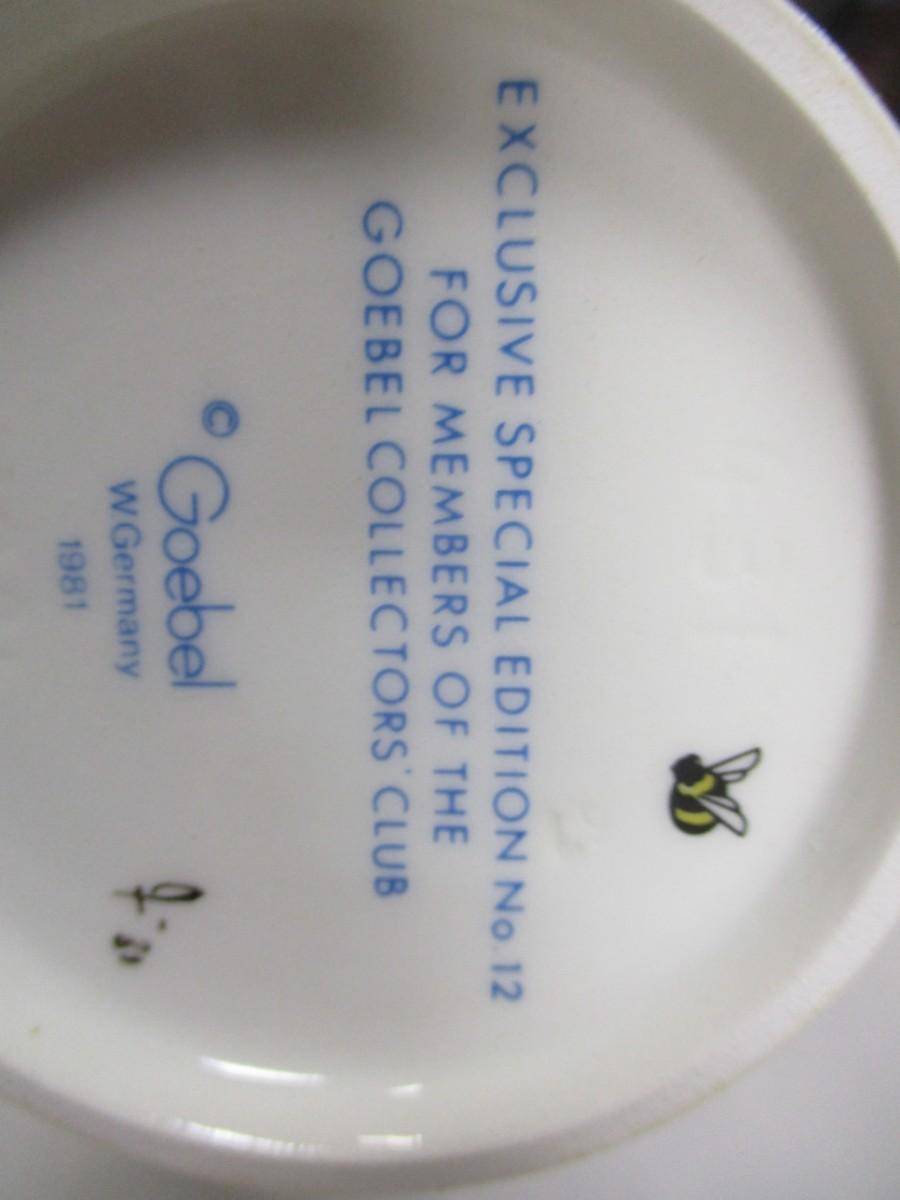 EXCLUSIVE SPECIAL EDITION No. 12
FOR MEMBERS OF THE
GOEBEL COLLECTORS' CLUB
© Goebel
W.Germany
1981